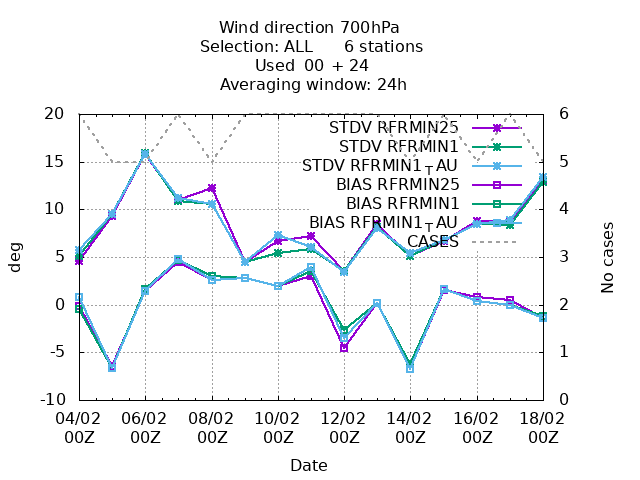 Wind direction 700hPa
Selection: ALL 6 stations
Used 00 + 24
Averaging window: 24h
20
15
10
5
0
-5
-10
deg
6
5
4
3
2
1
0
No cases
STDV RFRMIN25
STDV RFRMIN1
STDV RFRMIN1TAU
BIAS RFRMIN25
BIAS RFRMIN1
BIAS RFRMIN1TAU
CASES
04/02 06/02 08/02 10/02 12/02 14/02 16/02 18/02
00Z 00Z 00Z 00Z 00Z 00Z 00Z 00Z
Date